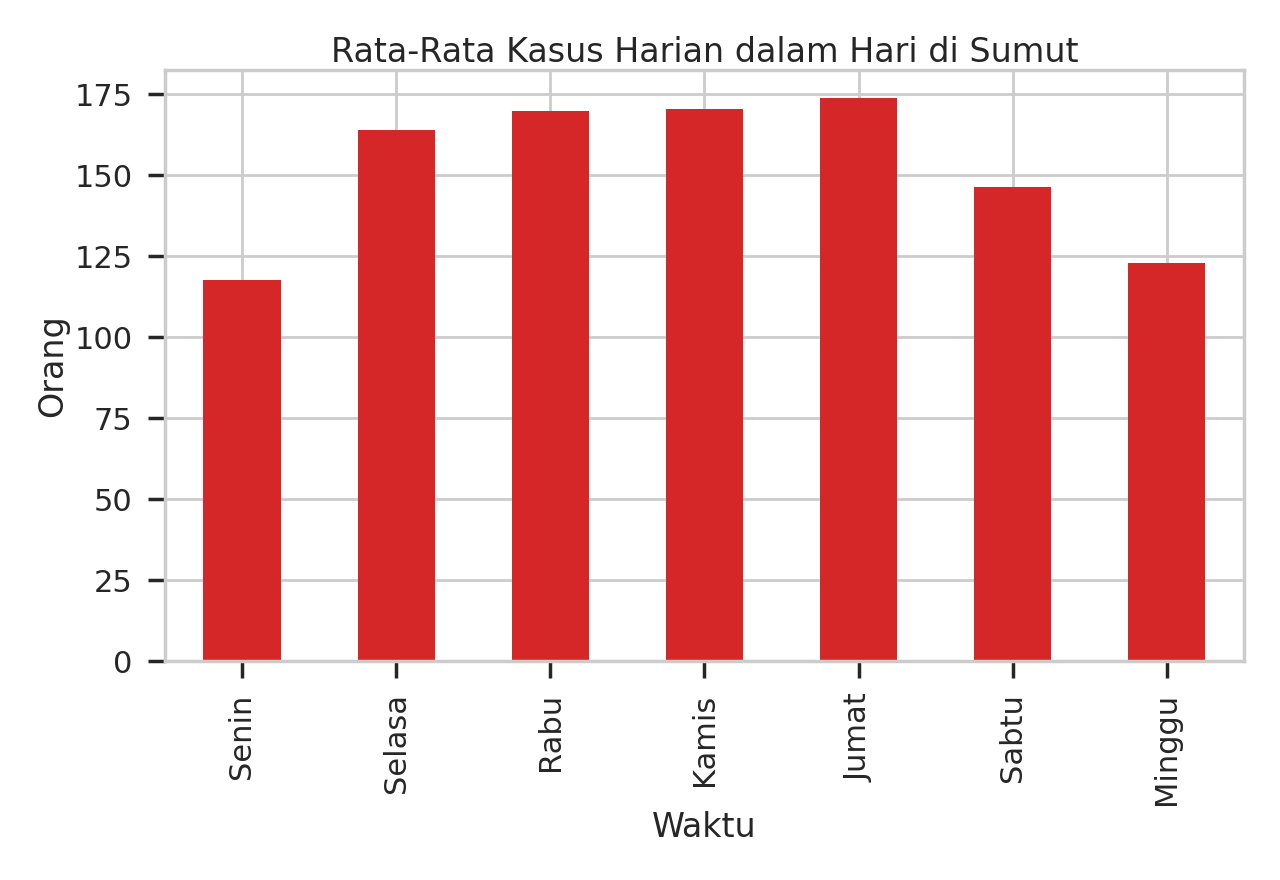 Rata-Rata Kasus Harian dalam Hari di Sumut
175
150
125
100
75
50
25
0
Orang
Senin
Selasa
Rabu
Kamis
Jumat
Sabtu
Minggu
Waktu